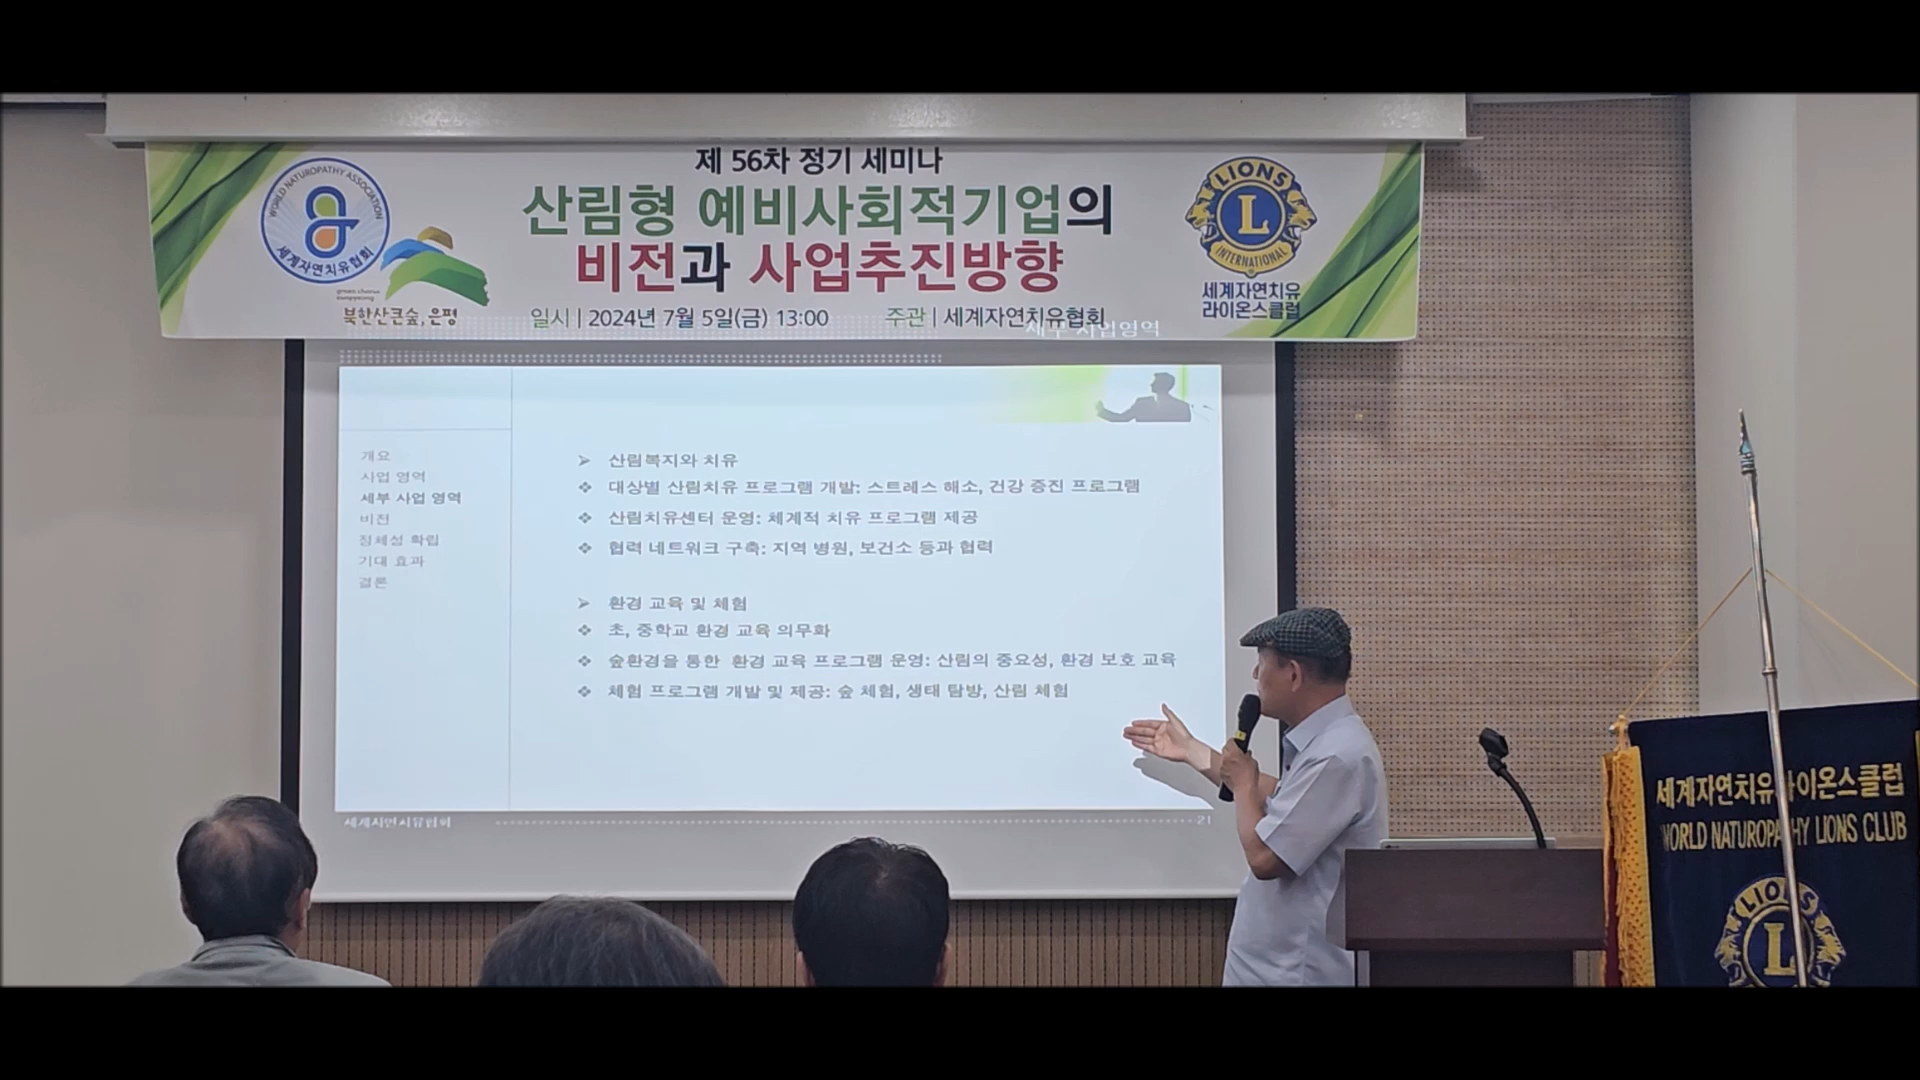 제 56차 정기 세미나
산림형 예비사회적기업의
비전과 사업추진방향
일시 | 2024년 7월 5일(금) 13:00 주관 | 세계자연치유협회
WORLD NATUROPATHY ASSOCIATION
세계자연치유협회
북한산큰숲, 은평
LIONS
L
INTERNATIONAL
세계자연치유
라이온스클럽
세부 사업영역
개요
사업 영역
세부 사업 영역
비전
정체성 확립
기대 효과
결론
➢ 산림복지와 치유
❖ 대상별 산림치유 프로그램 개발: 스트레스 해소, 건강 증진 프로그램
❖ 산림치유센터 운영: 체계적 치유 프로그램 제공
❖ 협력 네트워크 구축: 지역 병원, 보건소 등과 협력
➢ 환경 교육 및 체험
❖ 초, 중학교 환경 교육 의무화
❖ 숲환경을 통한 환경 교육 프로그램 운영: 산림의 중요성, 환경 보호 교육
❖ 체험 프로그램 개발 및 제공: 숲 체험, 생태 탐방, 산림 체험
세계자연치유협회
21
세계자연치유라이온스클럽
WORLD NATUROPATHY LIONS CLUB
LIONS
L